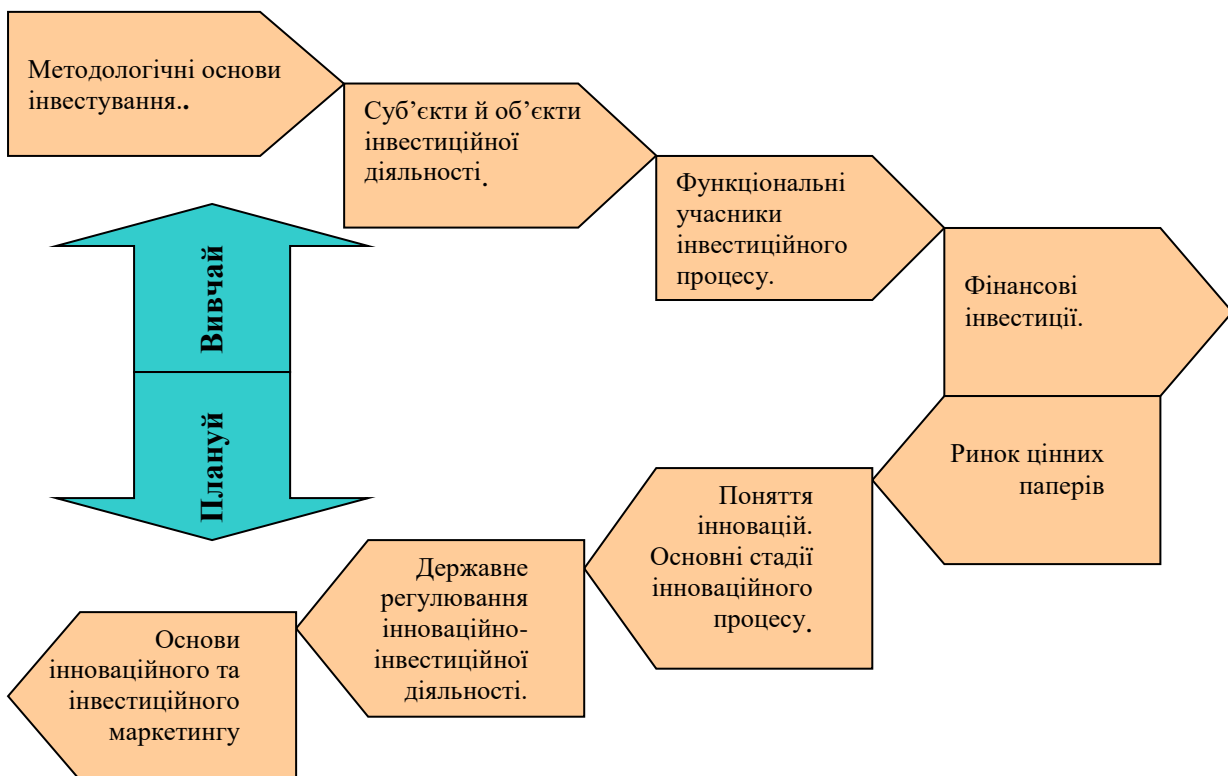 Методологічні основи
інвестування..
Суб’єкти й об’єкти
інвестиційної
діяльності.
Функціональні
учасники
інвестиційного
процесу.
Фінансові
інвестиції.
Ринок цінних
паперів
Поняття
інновацій.
Основні стадії
інноваційного
процесу.
Державне
регулювання
інноваційно-
інвестиційної
діяльності.
Основи
інноваційного та
інвестиційного
маркетингу
Вивчай
Плануй